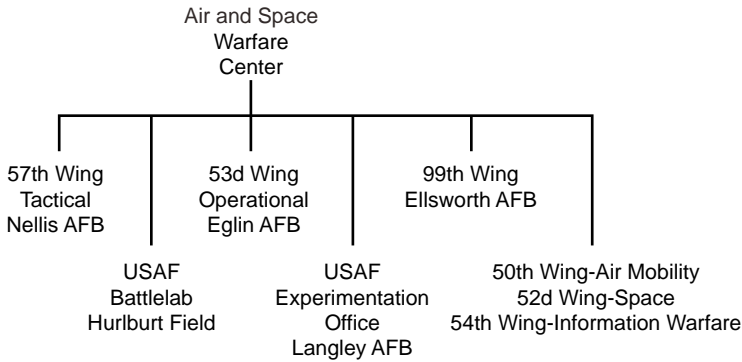 Air and Space
Warfare
Center
57th Wing
Tactical
Nellis AFB
53d Wing
Operational
Eglin AFB
99th Wing
Ellsworth AFB
USAF
Battlelab
Hurlburt Field
USAF
Experimentation
Office
Langley AFB
50th Wing-Air Mobility
52d Wing-Space
54th Wing-Information Warfare